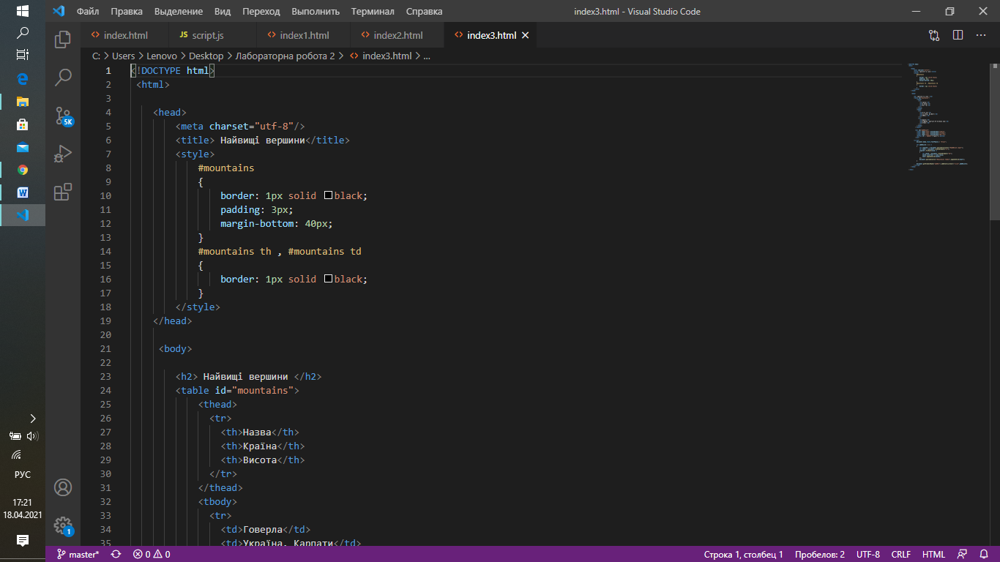 Файл Правка Выделение Вид Переход Выполнить Терминал Справка index3.html - Visual Studio Code
index.html JS script.js index1.html index2.html index3.html
C: > Users > Lenovo > Desktop > Лабораторна робота 2 > index3.html > ...
1 <!DOCTYPE html>
2 <html>
3
4 <head>
5 <meta charset="utf-8"/>
6 <title> Найвищі вершини</title>
7 <style>
8 #mountains
9 {
10 border: 1px solid black;
11 padding: 3px;
12 margin-bottom: 40px;
13 }
14 #mountains th , #mountains td
15 {
16 border: 1px solid black;
17 }
18 </style>
19 </head>
20
21 <body>
22
23 <h2> Найвищі вершини </h2>
24 <table id="mountains">
25 <thead>
26 <tr>
27 <th>Назва</th>
28 <th>Країна</th>
29 <th>Висота</th>
30 </tr>
31 </thead>
32 <tbody>
33 <tr>
34 <td>Говерла</td>
35 <td>Україна, Карпати</td>
5K
1
РУС
17:21
18.04.2021
master* 0 0 Строка 1, столбец 1 Пробелов: 2 UTF-8 CRLF HTML